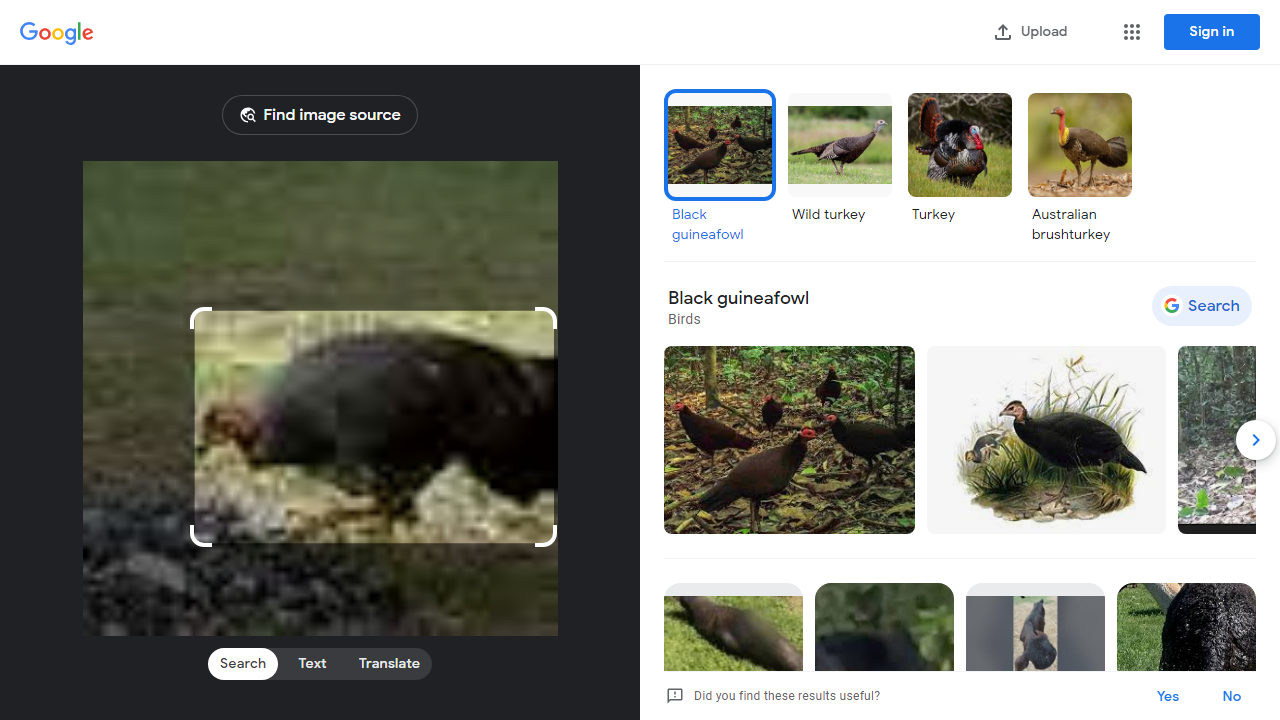 Google
Upload
Sign in
Find image source
Black
guineafowl
Wild turkey
Turkey
Australian
brushturkey
Black guineafowl
Birds
Search
Search
Text
Translate
Did you find these results useful?
Yes
No